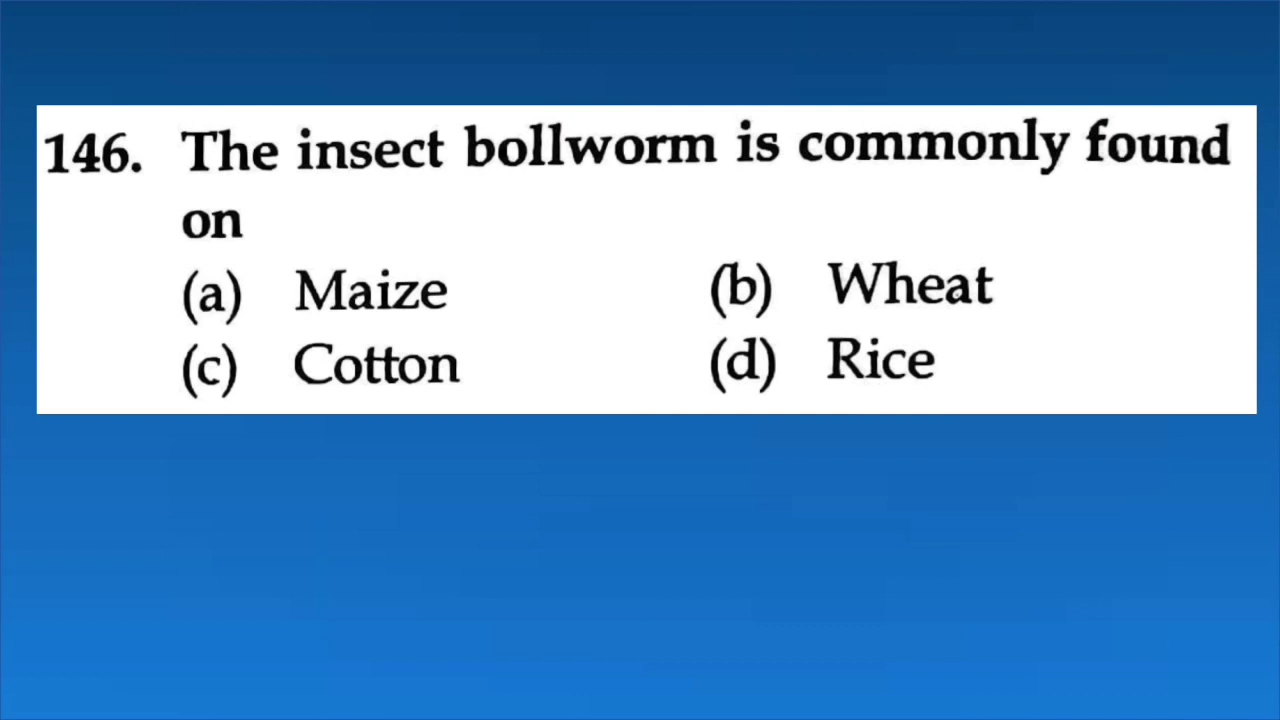 146. The insect bollworm is commonly found
on
(a) Maize (b) Wheat
(c) Cotton (d) Rice